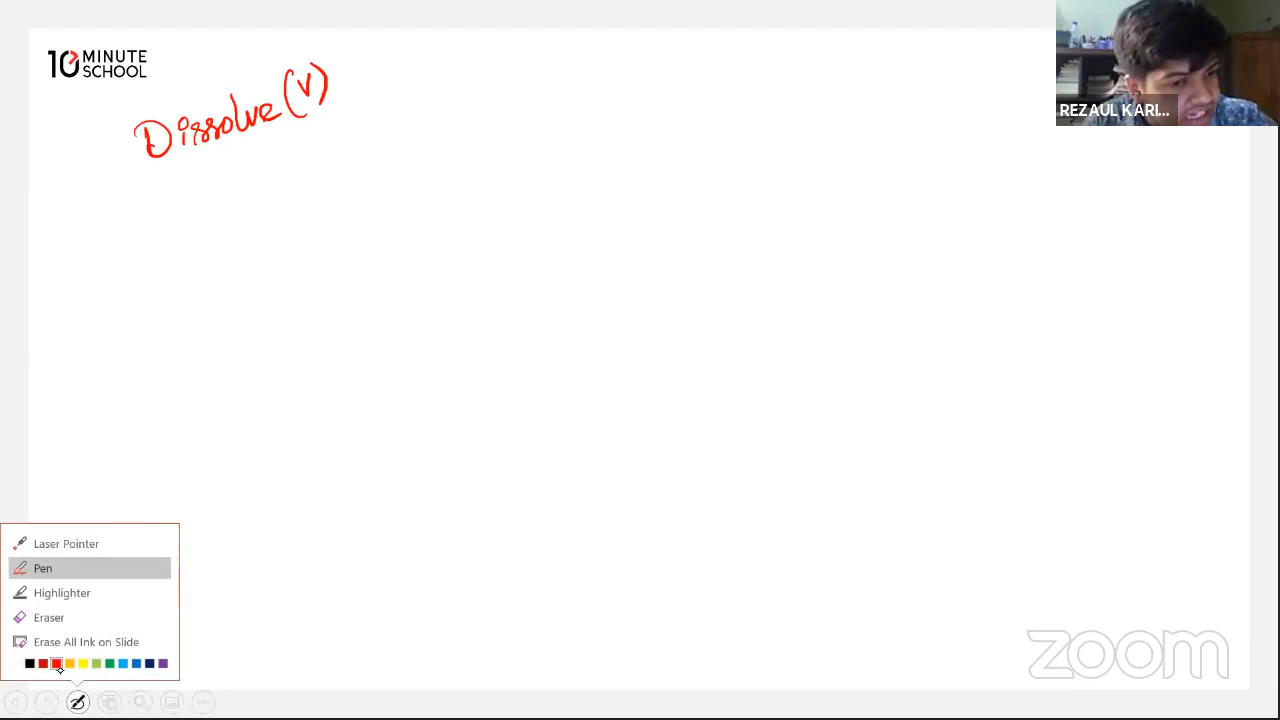 10 MINUTE
SCHOOL
Dissolve (v)
REZAUL KARI...
Laser Pointer
Pen
Highlighter
Eraser
Erase All Ink on Slide
zoom